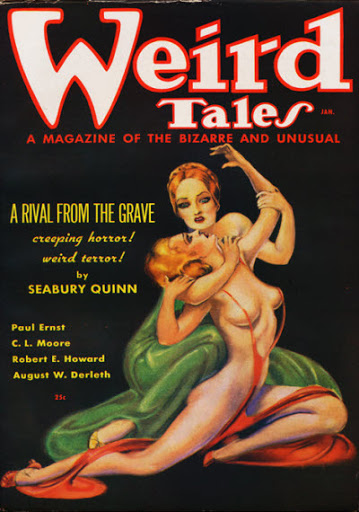 Weird
Tales
JAN.
A MAGAZINE OF THE BIZARRE AND UNUSUAL
A RIVAL FROM THE GRAVE
creeping horror!
weird terror!
by
SEABURY QUINN
Paul Ernst
C. L. Moore
Robert E. Howard
August W. Derleth
25c